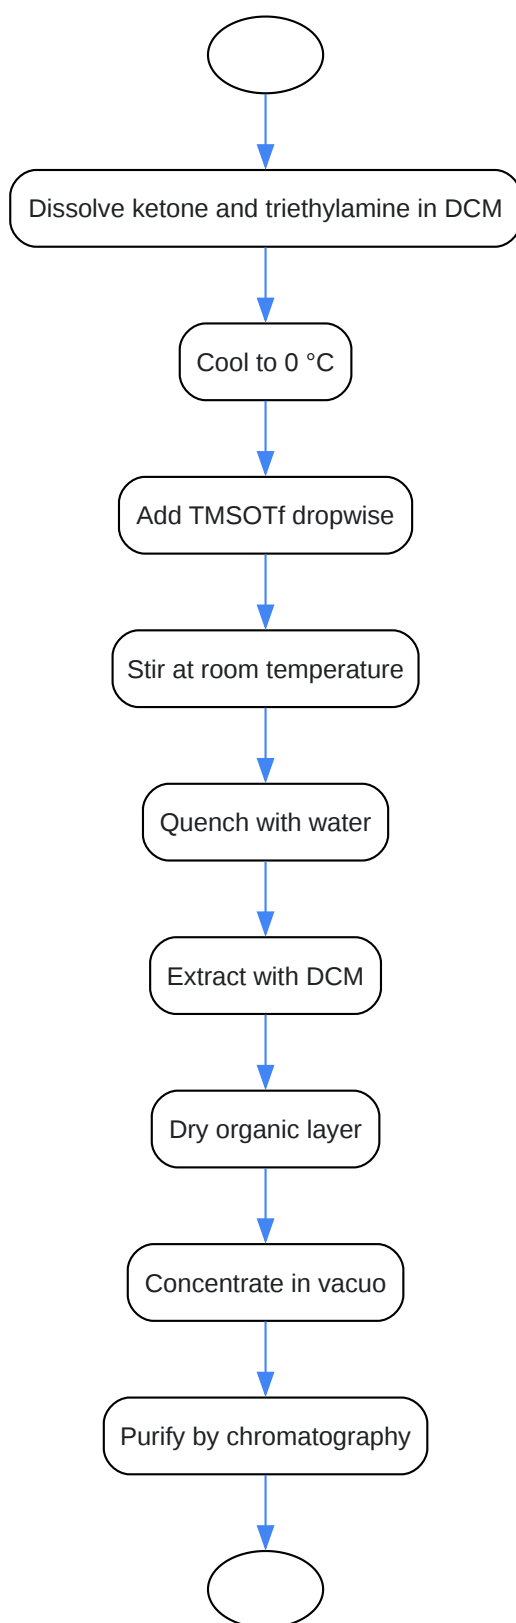 Dissolve ketone and triethylamine in DCM
Cool to 0 °C
Add TMSOTf dropwise
Stir at room temperature
Quench with water
Extract with DCM
Dry organic layer
Concentrate in vacuo
Purify by chromatography